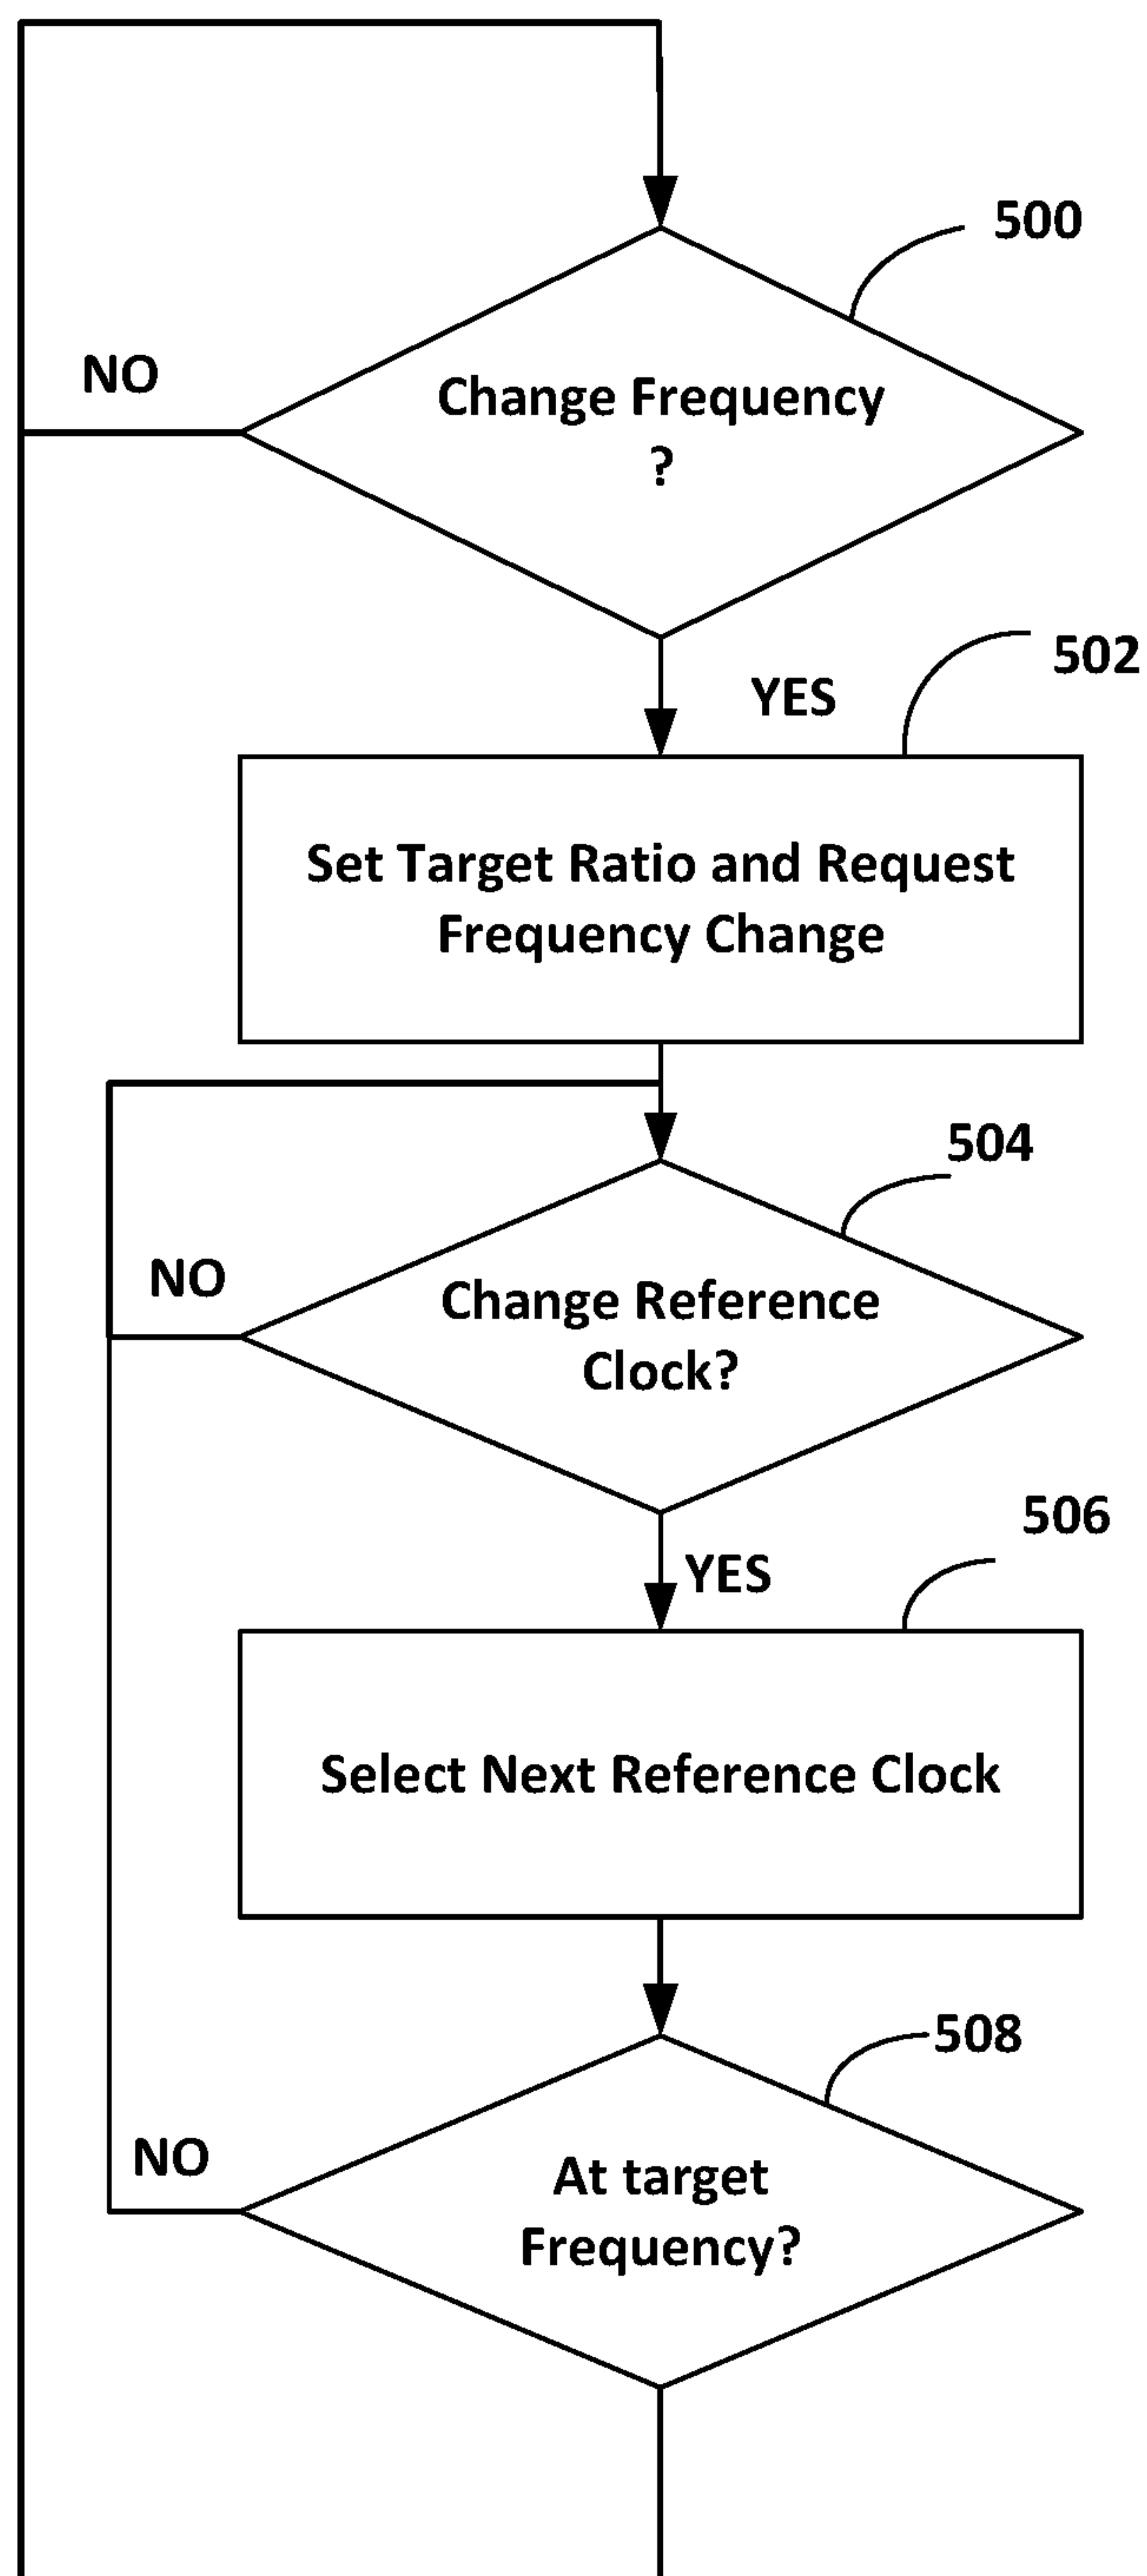 500
NO
Change Frequency
?
502
YES
Set Target Ratio and Request
Frequency Change
504
NO
Change Reference
Clock?
506
YES
Select Next Reference Clock
508
NO
At target
Frequency?